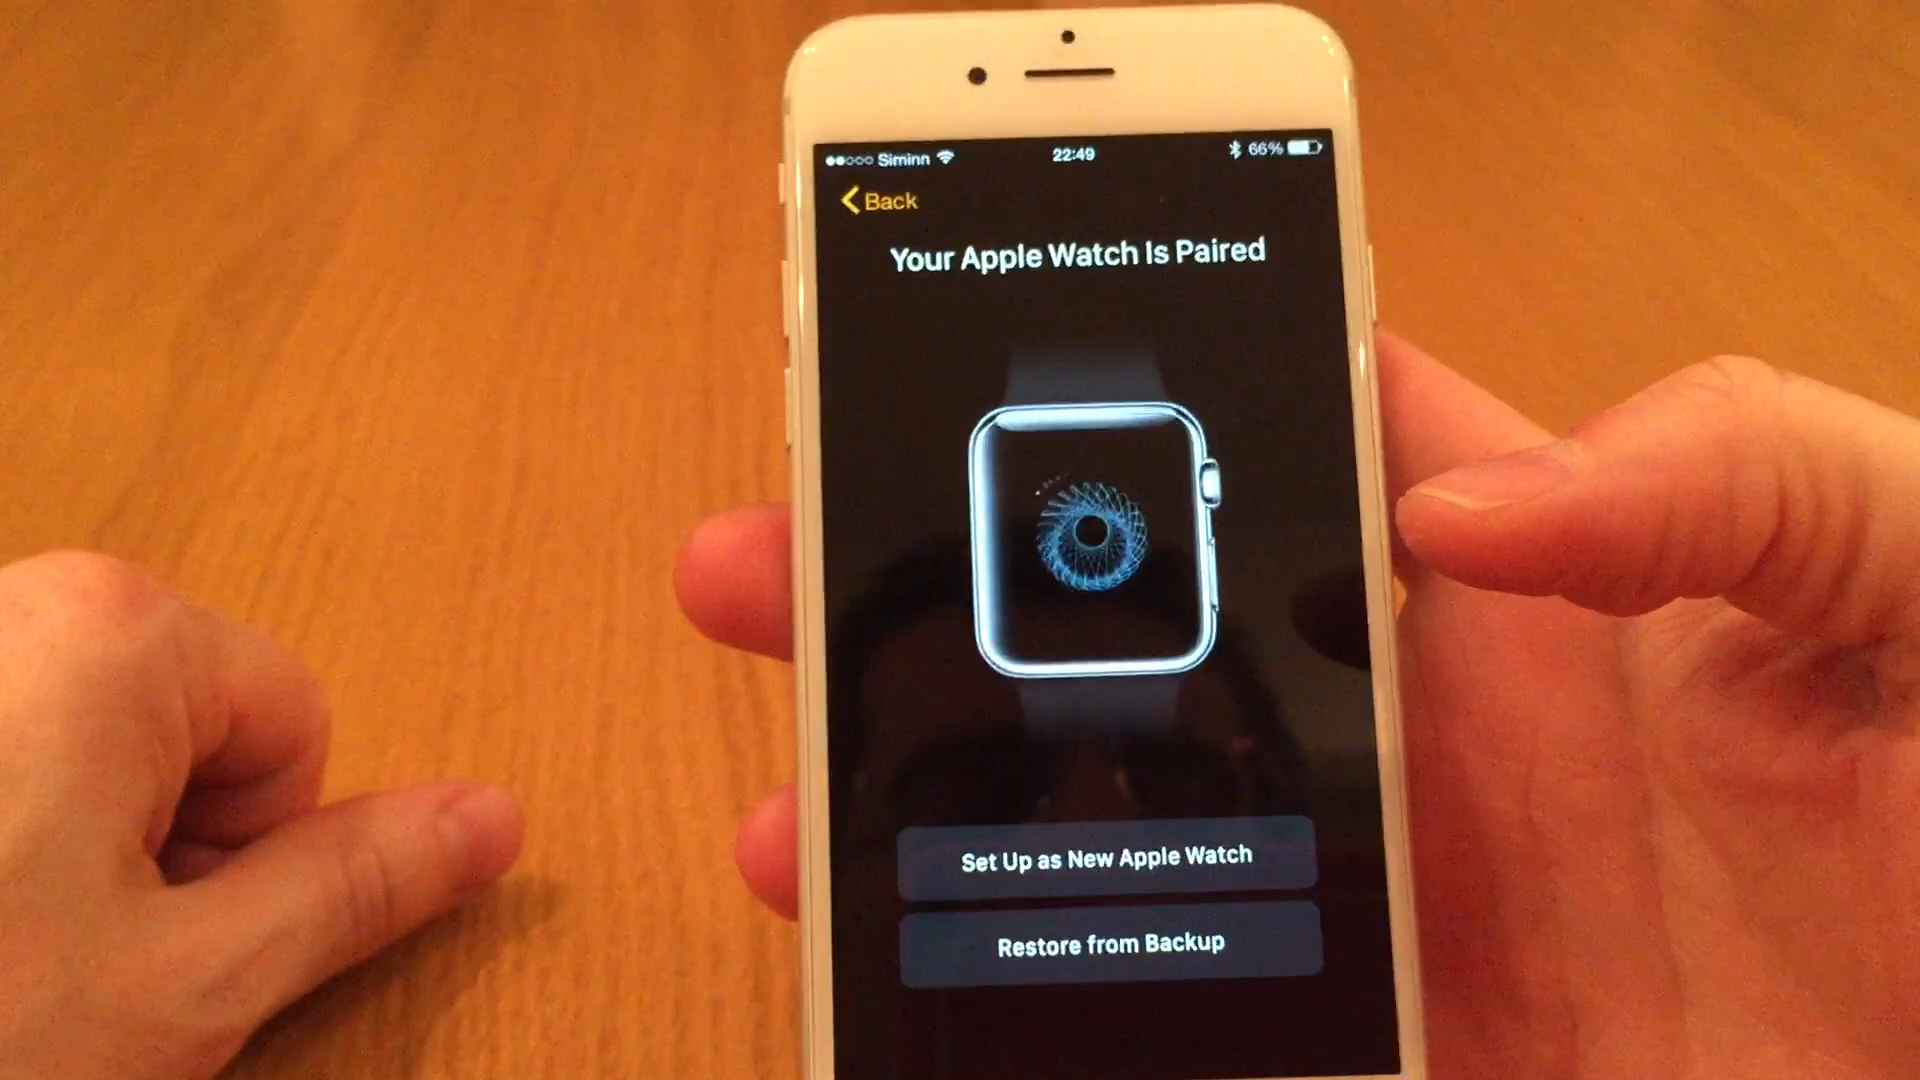 Siminn 22:49 66%
Back
Your Apple Watch Is Paired
Set Up as New Apple Watch
Restore from Backup